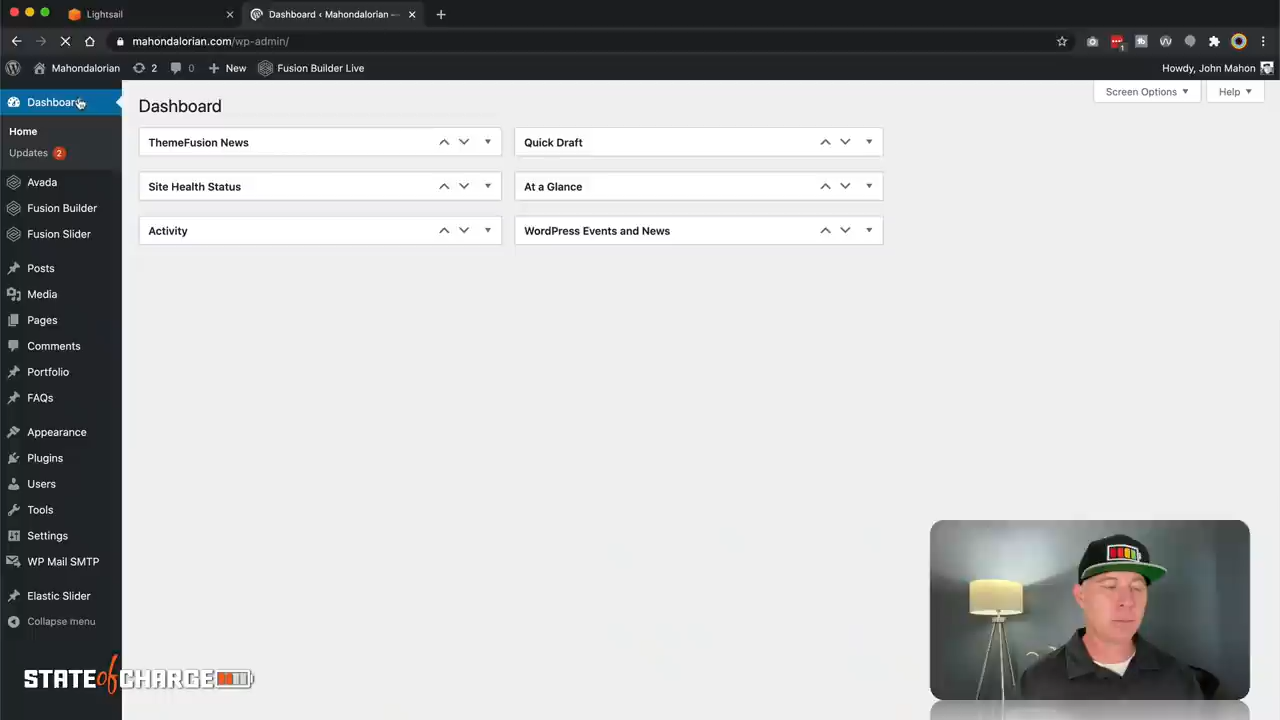 Lightsail
Dashboard ‹ Mahondalorian —
mahondalorian.com/wp-admin/
1
Mahondalorian
2
0
New
Fusion Builder Live
Howdy, John Mahon
Dashboard
Home
Updates 2
Avada
Fusion Builder
Fusion Slider
Posts
Media
Pages
Comments
Portfolio
FAQs
Appearance
Plugins
Users
Tools
Settings
WP Mail SMTP
Elastic Slider
Collapse menu
Screen Options
Help
Dashboard
ThemeFusion News
Quick Draft
Site Health Status
At a Glance
Activity
WordPress Events and News
STATE of CHARGE